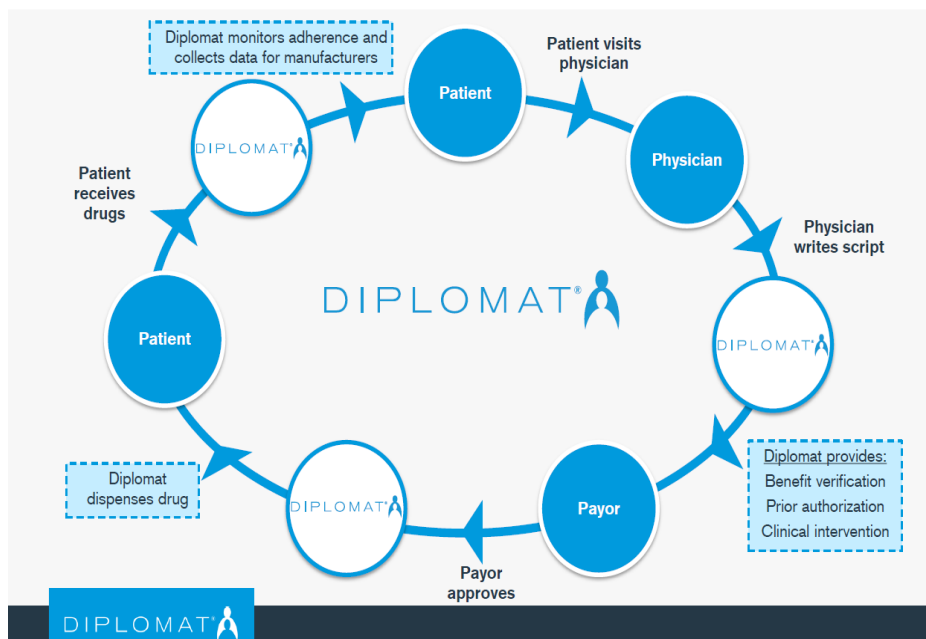 Diplomat monitors adherence and
collects data for manufacturers
Patient
Patient visits
physician
Physician
Physician
writes script
DIPLOMAT®
Diplomat provides:
Benefit verification
Prior authorization
Clinical intervention
Payor
Payor
approves
DIPLOMAT®
Diplomat
dispenses drug
Patient
Patient
receives
drugs
DIPLOMAT®
DIPLOMAT®
DIPLOMAT®